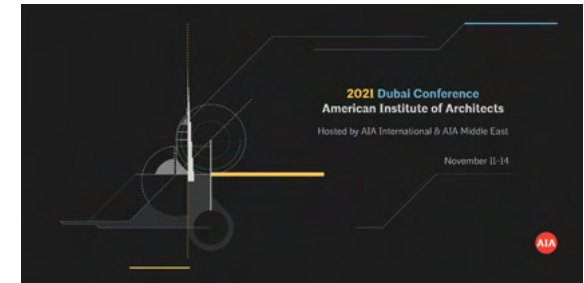 2021 Dubai Conference
American Institute of Architects
Hosted by AIA International & AIA Middle East
November 11-14
AIA